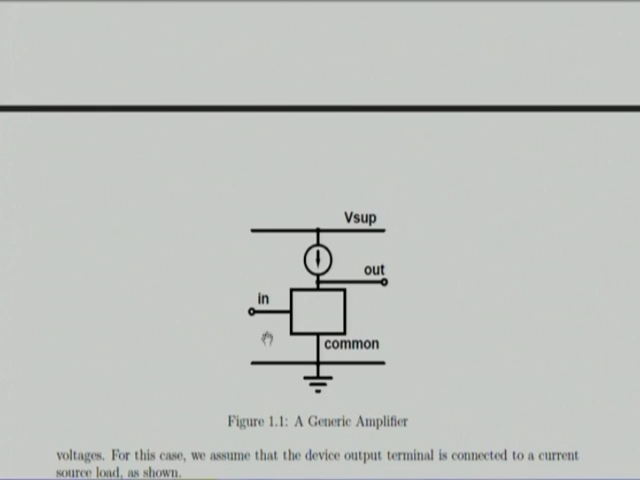 Vsup
out
in
common
Figure 1.1: A Generic Amplifier
voltages. For this case, we assume that the device output terminal is connected to a current
source load, as shown.